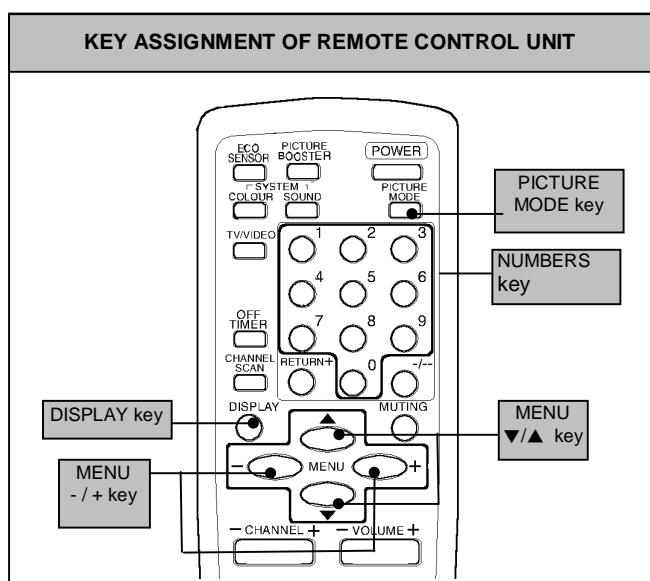 KEY ASSIGNMENT OF REMOTE CONTROL UNIT
ECO
SENSOR
PICTURE
BOOSTER
POWER
SYSTEM
COLOUR SOUND
PICTURE
MODE
PICTURE
MODE key
TV/VIDEO
1 2 3
NUMBERS
key
4 5 6
OFF
TIMER
7 8 9
CHANNEL
SCAN
RETURN+ 0 -/--
DISPLAY MUTING
DISPLAY key
MENU
▼/▲ key
▲
- MENU +
▼
MENU
- / + key
- CHANNEL + - VOLUME +